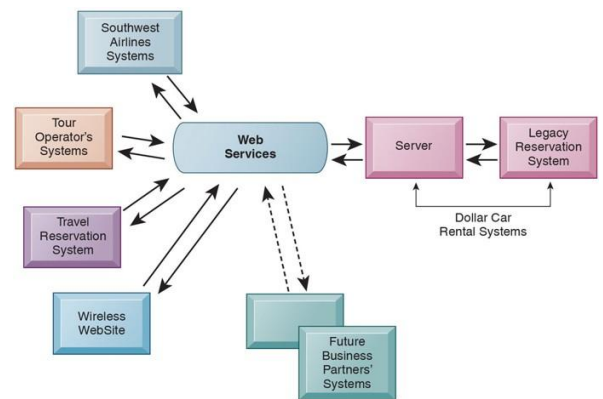 Southwest
Airlines
Systems
Tour
Operator's
Systems
Web
Services
Server
Legacy
Reservation
System
Travel
Reservation
System
Dollar Car
Rental Systems
Wireless
WebSite
Future
Business
Partners'
Systems